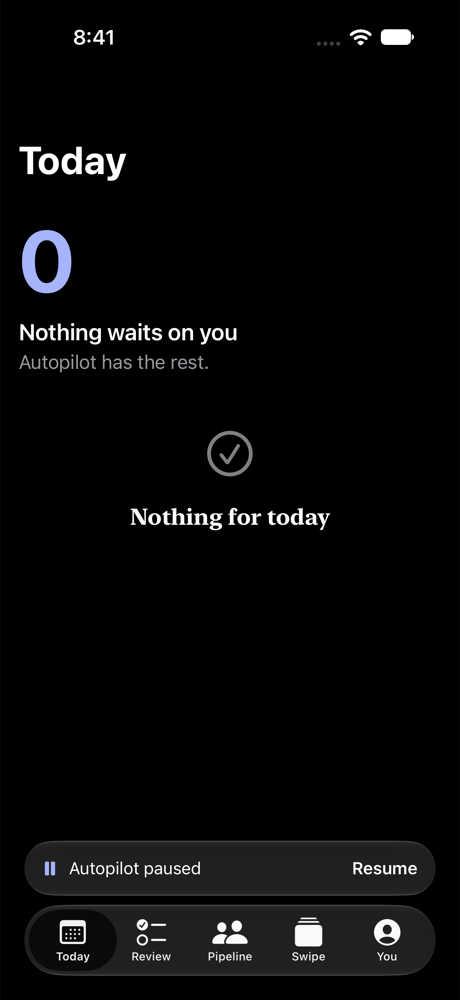 8:41
Today
0
Nothing waits on you
Autopilot has the rest.
Nothing for today
Autopilot paused
Resume
Today
Review
Pipeline
Swipe
You